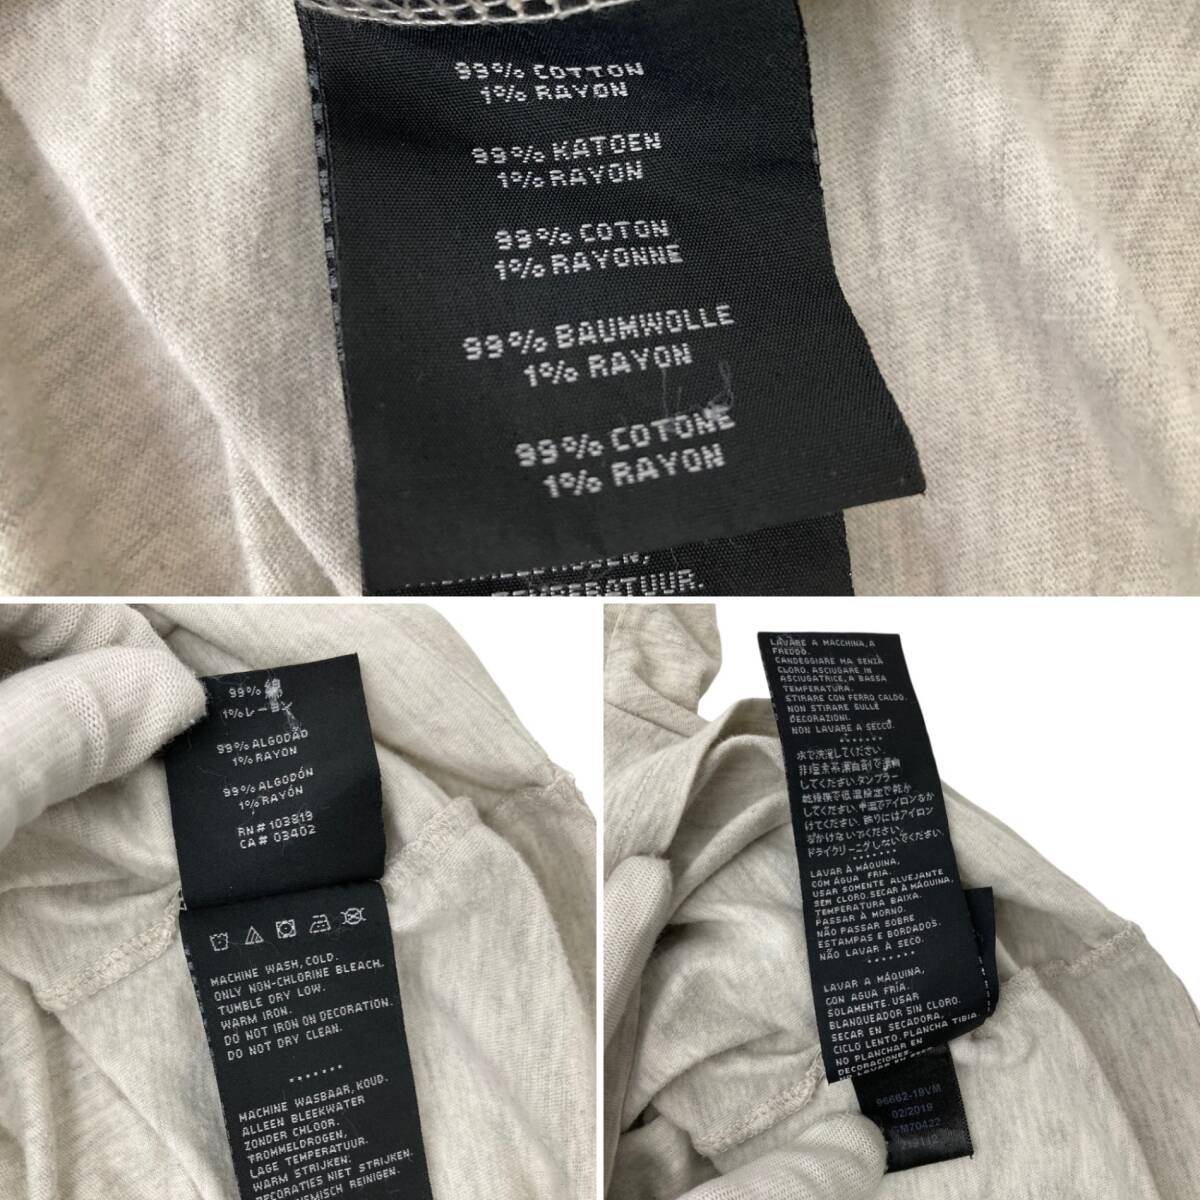 99% COTTON
1% RAYON
99% KATOEN
1% RAYON
99% COTON
1% RAYONNE
99% BAUMWOLLE
1% RAYON
99% COTONE
1% RAYON
TEMPERATUUR.
99% 綿
1% レーヨン
99% ALGODÃO
1% RAYON
99% ALGODÓN
1% RAYÓN
RN# 103819
CA# 03402
MACHINE WASH, COLD.
ONLY NON-CHLORINE BLEACH.
TUMBLE DRY LOW.
WARM IRON.
DO NOT IRON ON DECORATION.
DO NOT DRY CLEAN.
*******
MACHINE WASBAAR, KOUD.
ALLEEN BLEEKWATER
ZONDER CHLOOR.
TROMMELDROGEN,
LAGE TEMPERATUUR.
WARM STRIJKEN.
DECORATIES NIET STRIJKEN.
REINIGEN.
LAVARE A MACCHINA, A
FREDDO.
CANDEGGIARE MA SENZA
CLORO. ASCIUGARE IN
ASCIUGATRICE, A BASSA
TEMPERATURA.
STIRARE CON FERRO CALDO.
NON STIRARE SULLE
DECORAZIONI.
NON LAVARE A SECCO.
*******
水で洗濯してください.
非塩素系漂白剤で漂白
してください.タンブラー
乾燥機で低温設定で乾か
してください.中温でアイロンをか
けてください. 飾りにはアイロン
をかけないでください.
ドライクリーニングしないでください.
*******
LAVAR À MÁQUINA,
COM ÁGUA FRIA.
USAR SOMENTE ALVEJANTE
SEM CLORO. SECAR À MÁQUINA,
TEMPERATURA BAIXA.
PASSAR À MORNO.
NÃO PASSAR SOBRE
ESTAMPAS E BORDADOS.
NÃO LAVAR À SECO.
*******
LAVAR A MÁQUINA,
CON AGUA FRÍA.
SOLAMENTE. USAR
BLANQUEADOR SIN CLORO.
SECAR EN SECADORA,
CICLO LENTO. PLANCHA TIBIA.
NO PLANCHAR EN
DECORACIONES
96662-19VM
02/2019